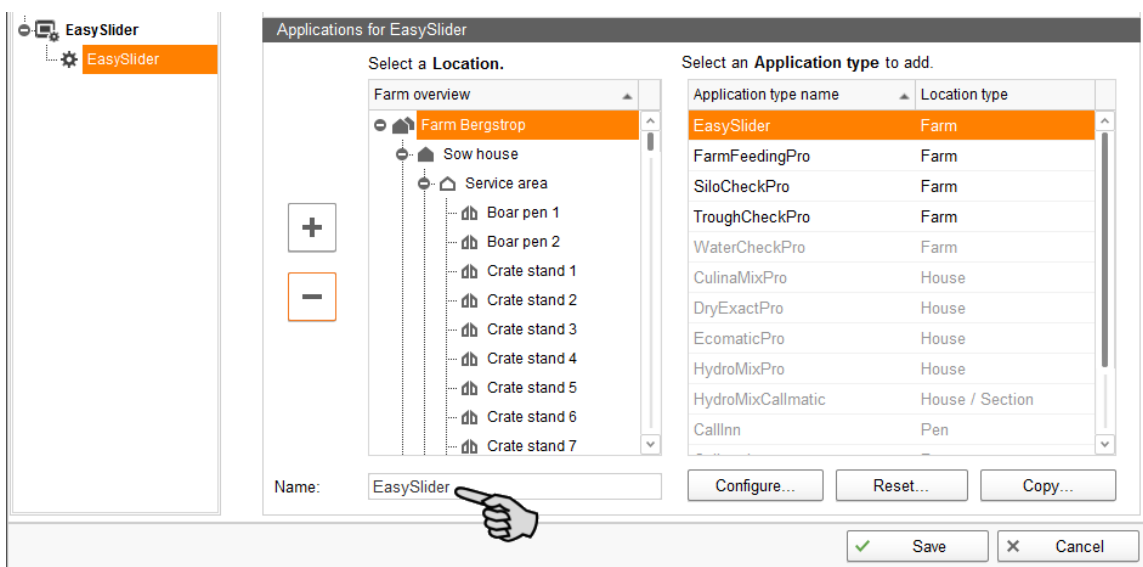 EasySlider
EasySlider
Applications for EasySlider
Select a Location.
Farm overview
Farm Bergstrop
Sow house
Service area
Boar pen 1
Boar pen 2
Crate stand 1
Crate stand 2
Crate stand 3
Crate stand 4
Crate stand 5
Crate stand 6
Crate stand 7
Select an Application type to add.
Application type name Location type
EasySlider Farm
FarmFeedingPro Farm
SiloCheckPro Farm
TroughCheckPro Farm
WaterCheckPro Farm
CulinaMixPro House
DryExactPro House
EcomaticPro House
HydroMixPro House
HydroMixCallmatic House / Section
CallInn Pen
Name: EasySlider
Configure... Reset... Copy...
Save Cancel